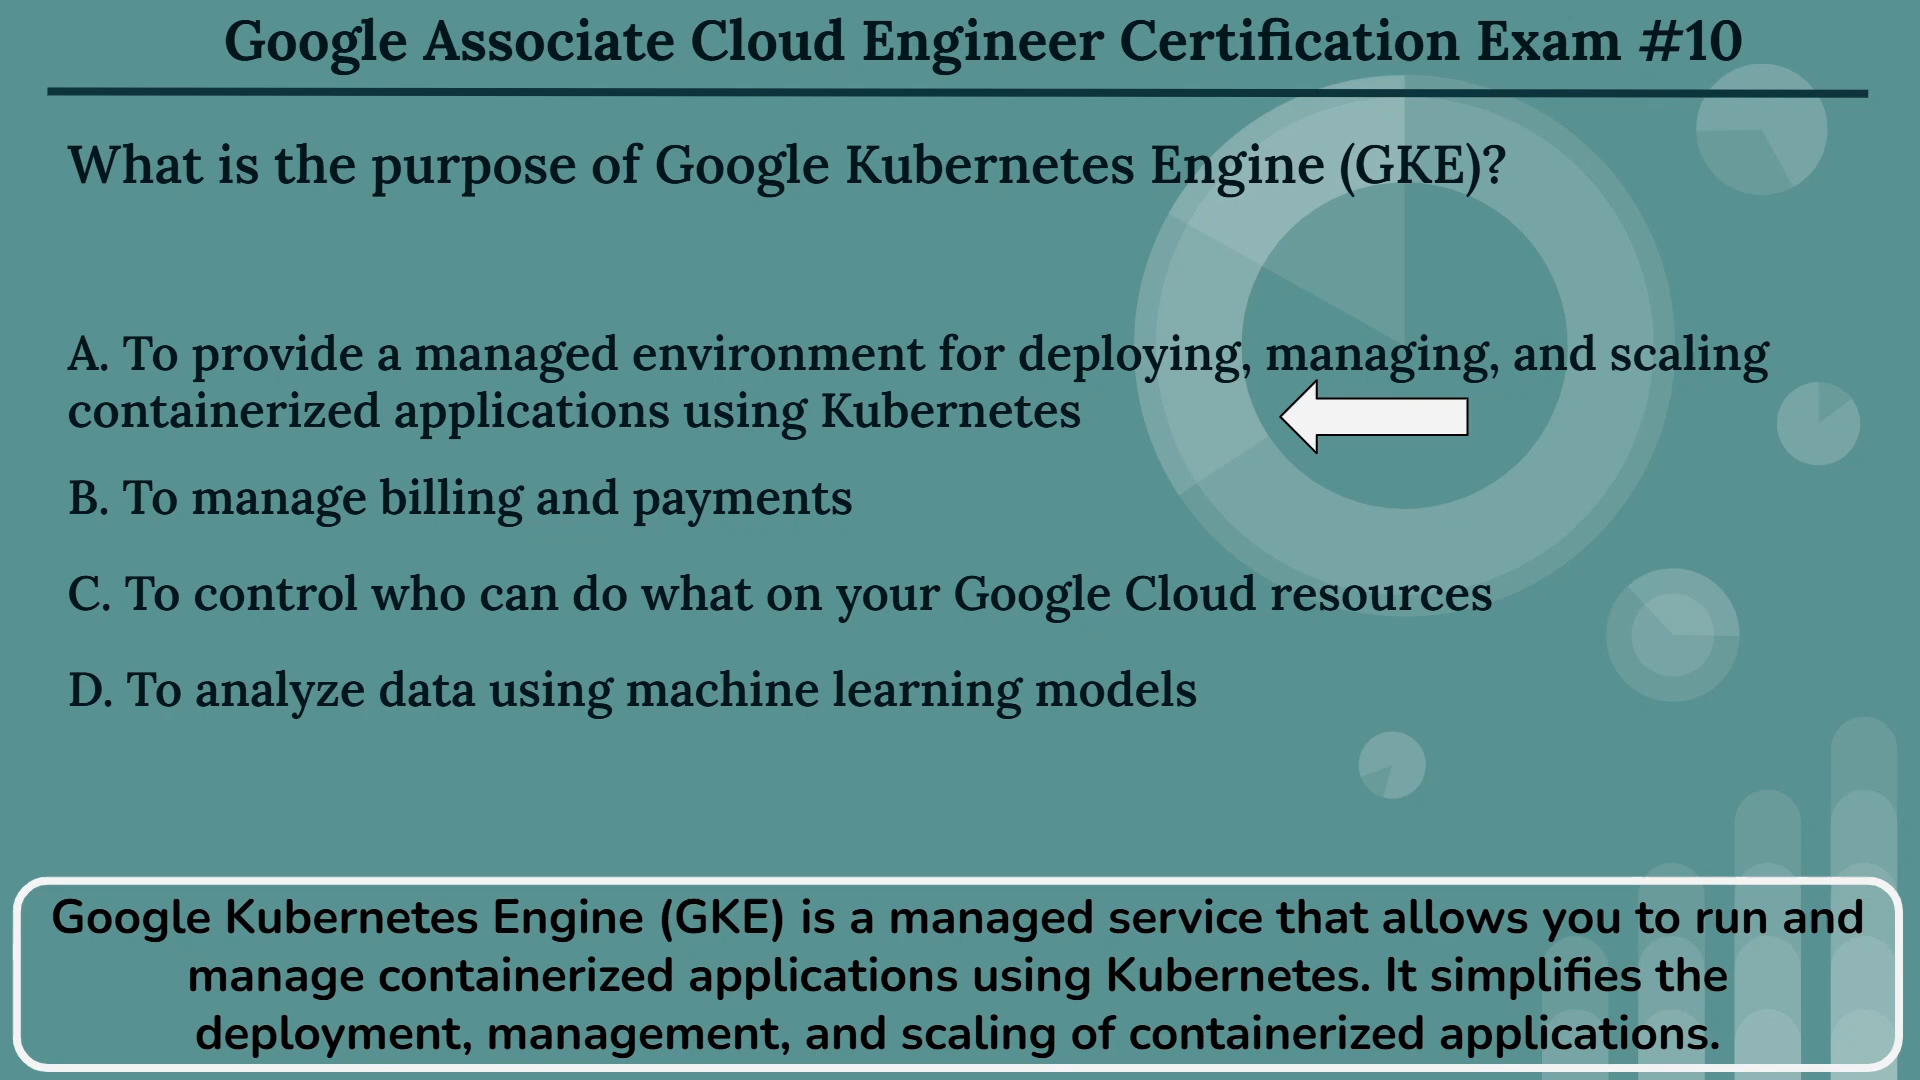 Google Associate Cloud Engineer Certification Exam #10
What is the purpose of Google Kubernetes Engine (GKE)?
A. To provide a managed environment for deploying, managing, and scaling
containerized applications using Kubernetes
B. To manage billing and payments
C. To control who can do what on your Google Cloud resources
D. To analyze data using machine learning models
Google Kubernetes Engine (GKE) is a managed service that allows you to run and
manage containerized applications using Kubernetes. It simplifies the
deployment, management, and scaling of containerized applications.